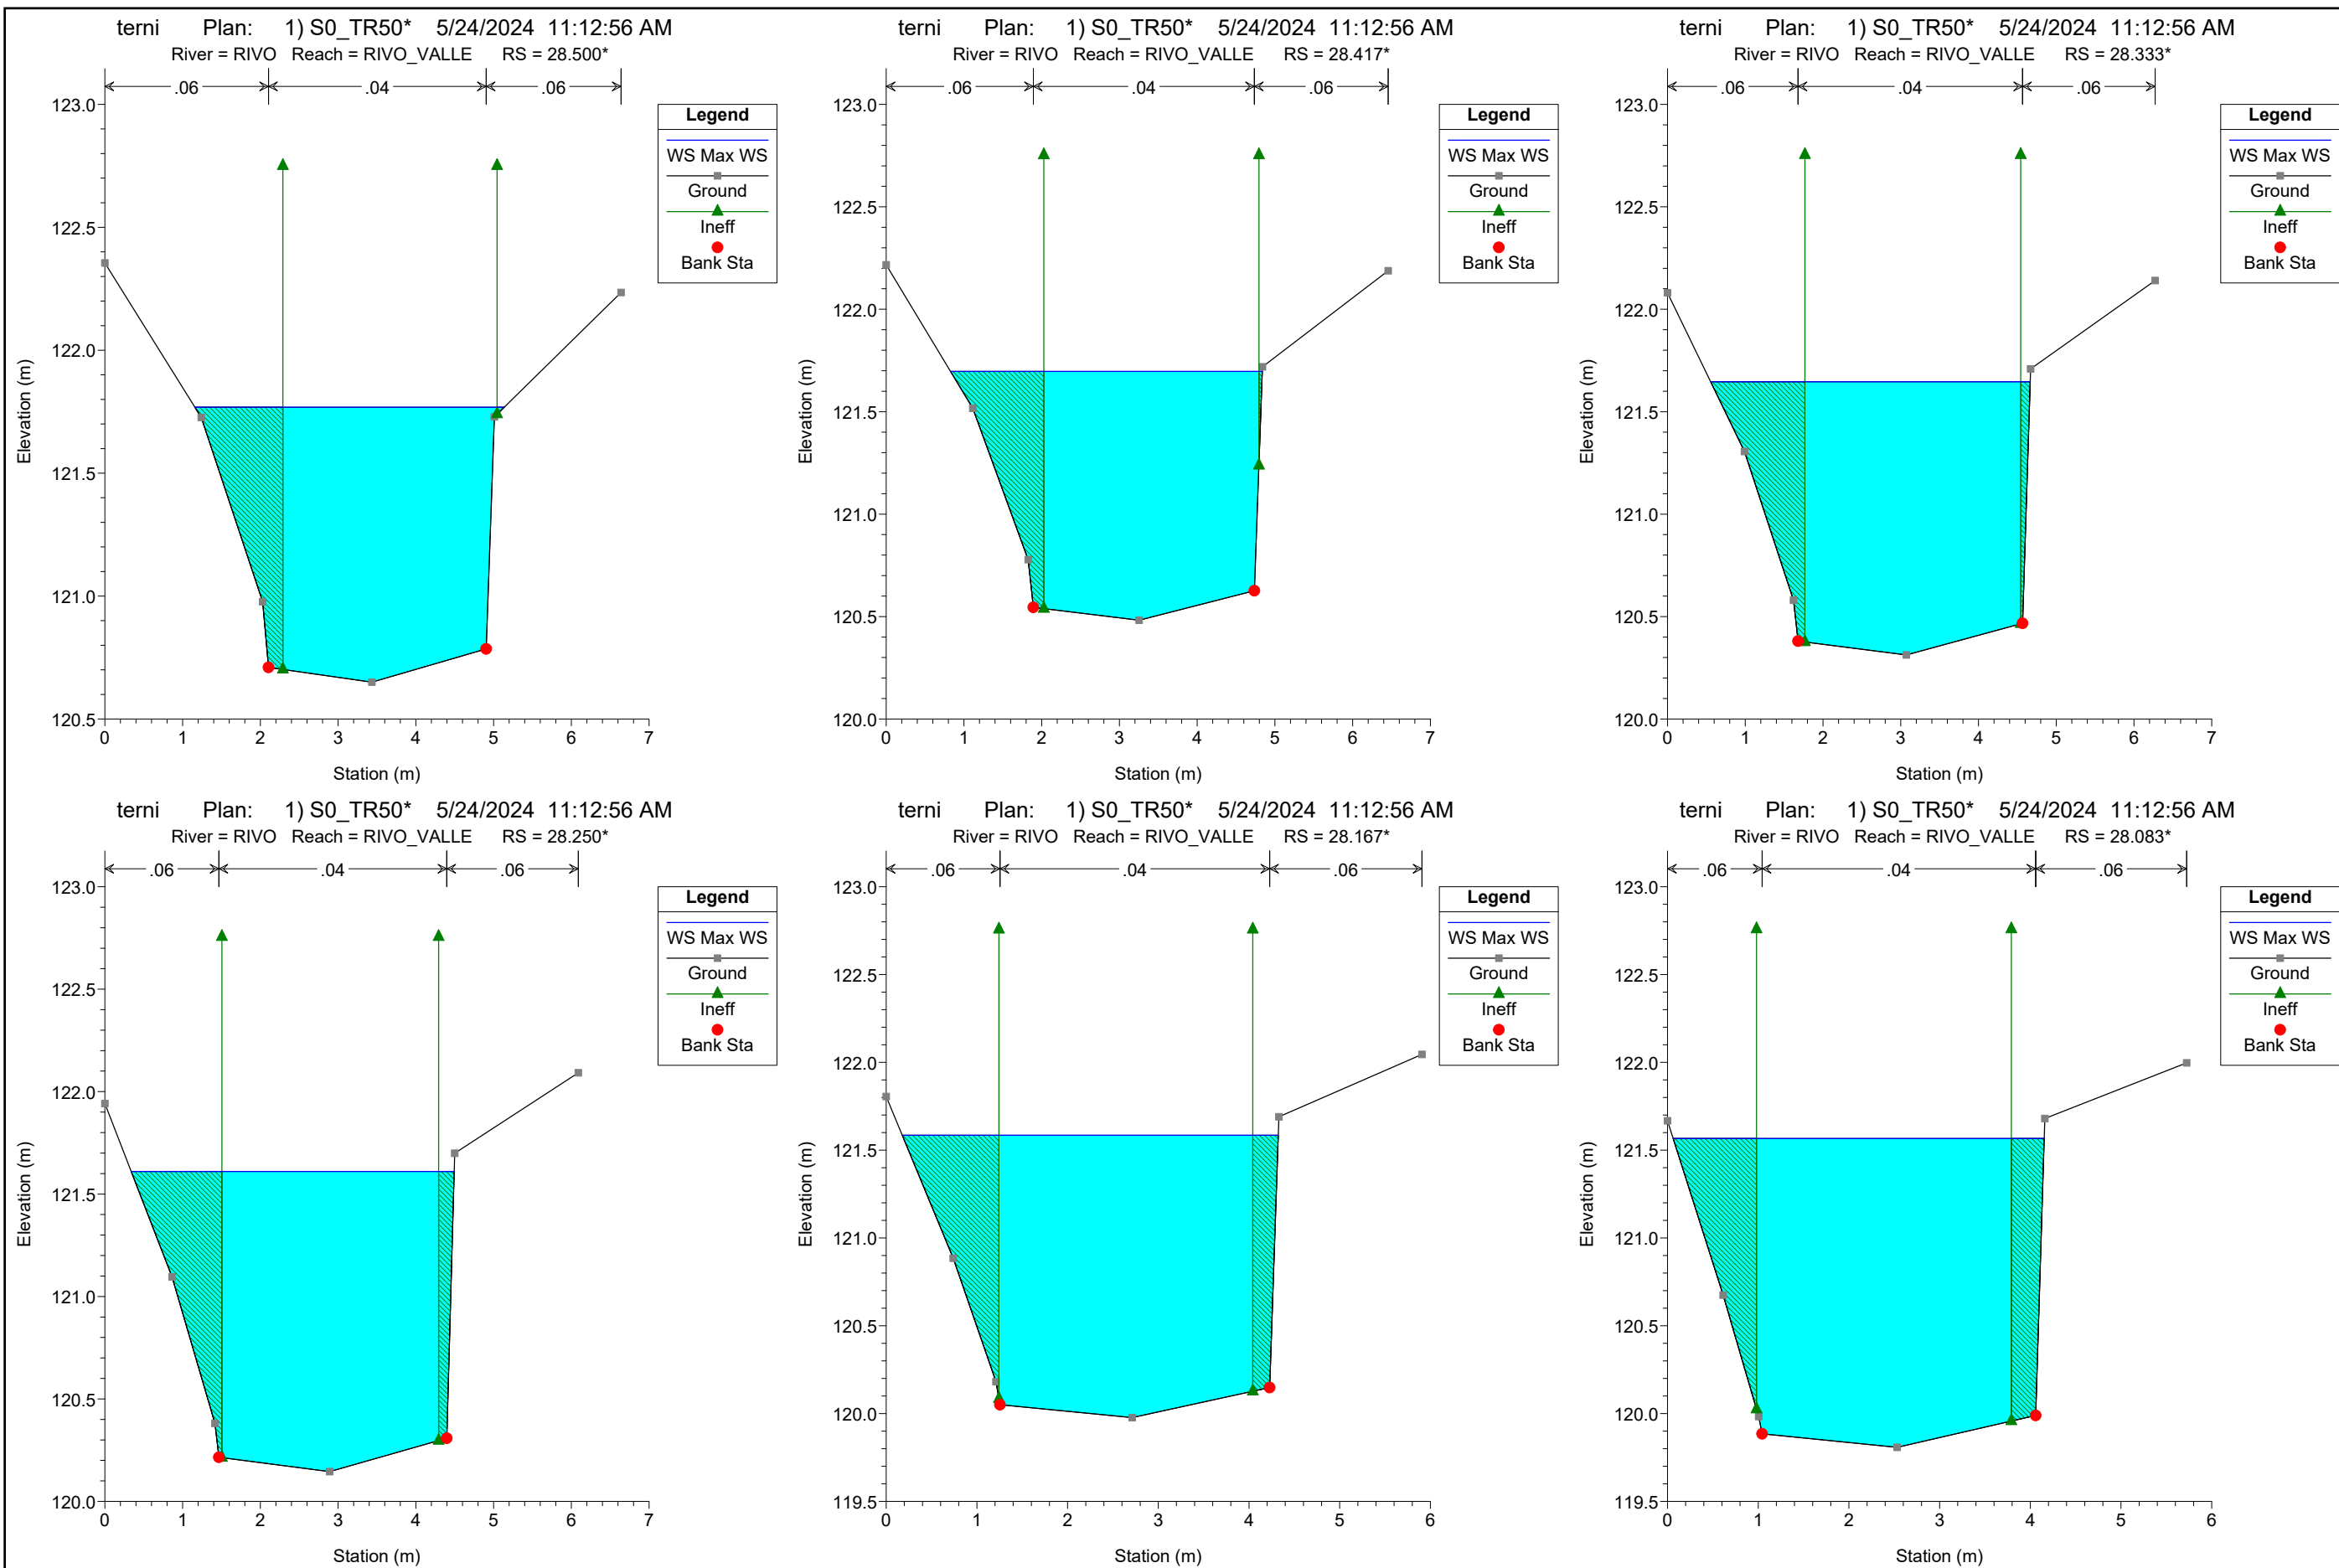 terni Plan: 1) S0_TR50* 5/24/2024 11:12:56 AM
River = RIVO Reach = RIVO_VALLE RS = 28.500*
.06 .04 .06
Legend
WS Max WS
Ground
Ineff
Bank Sta
123.0
122.5
122.0
121.5
121.0
120.5
Elevation (m)
0 1 2 3 4 5 6 7
Station (m)
terni Plan: 1) S0_TR50* 5/24/2024 11:12:56 AM
River = RIVO Reach = RIVO_VALLE RS = 28.417*
.06 .04 .06
Legend
WS Max WS
Ground
Ineff
Bank Sta
123.0
122.5
122.0
121.5
121.0
120.5
120.0
Elevation (m)
0 1 2 3 4 5 6 7
Station (m)
terni Plan: 1) S0_TR50* 5/24/2024 11:12:56 AM
River = RIVO Reach = RIVO_VALLE RS = 28.333*
.06 .04 .06
Legend
WS Max WS
Ground
Ineff
Bank Sta
123.0
122.5
122.0
121.5
121.0
120.5
120.0
Elevation (m)
0 1 2 3 4 5 6 7
Station (m)
terni Plan: 1) S0_TR50* 5/24/2024 11:12:56 AM
River = RIVO Reach = RIVO_VALLE RS = 28.250*
.06 .04 .06
Legend
WS Max WS
Ground
Ineff
Bank Sta
123.0
122.5
122.0
121.5
121.0
120.5
120.0
Elevation (m)
0 1 2 3 4 5 6 7
Station (m)
terni Plan: 1) S0_TR50* 5/24/2024 11:12:56 AM
River = RIVO Reach = RIVO_VALLE RS = 28.167*
.06 .04 .06
Legend
WS Max WS
Ground
Ineff
Bank Sta
123.0
122.5
122.0
121.5
121.0
120.5
120.0
119.5
Elevation (m)
0 1 2 3 4 5 6
Station (m)
terni Plan: 1) S0_TR50* 5/24/2024 11:12:56 AM
River = RIVO Reach = RIVO_VALLE RS = 28.083*
.06 .04 .06
Legend
WS Max WS
Ground
Ineff
Bank Sta
123.0
122.5
122.0
121.5
121.0
120.5
120.0
119.5
Elevation (m)
0 1 2 3 4 5 6
Station (m)